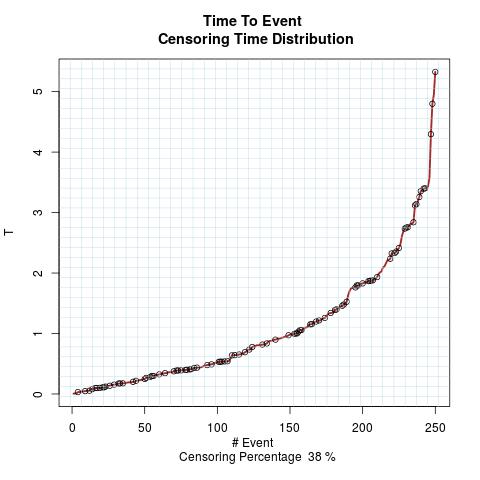 Time To Event
Censoring Time Distribution
T
5
4
3
2
1
0
0 50 100 150 200 250
# Event
Censoring Percentage 38 %